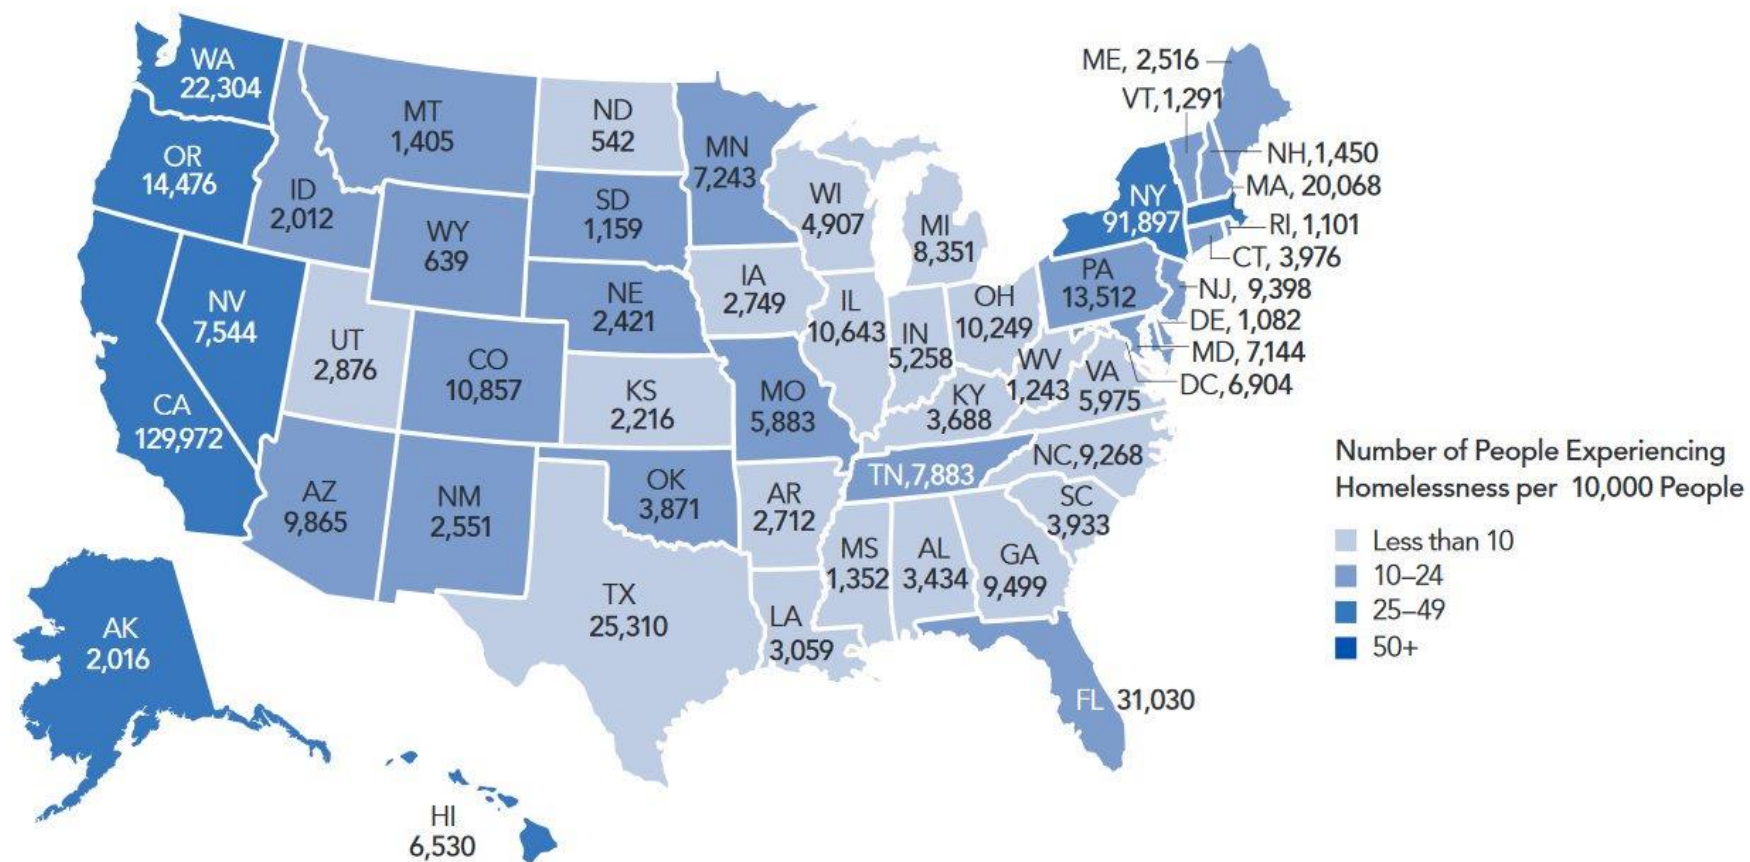 WA
22,304
OR
14,476
CA
129,972
NV
7,544
ID
2,012
MT
1,405
WY
639
UT
2,876
CO
10,857
AZ
9,865
NM
2,551
ND
542
SD
1,159
NE
2,421
KS
2,216
OK
3,871
TX
25,310
MN
7,243
IA
2,749
MO
5,883
AR
2,712
LA
3,059
WI
4,907
IL
10,643
MI
8,351
IN
5,258
OH
10,249
KY
3,688
WV
1,243
VA
5,975
TN,7,883
NC,9,268
SC
3,933
MS
1,352
AL
3,434
GA
9,499
FL 31,030
PA
13,512
NY
91,897
ME, 2,516
VT,1,291
NH,1,450
MA, 20,068
RI, 1,101
CT, 3,976
NJ, 9,398
DE, 1,082
MD, 7,144
DC, 6,904
AK
2,016
HI
6,530
Number of People Experiencing
Homelessness per 10,000 People
Less than 10
10–24
25–49
50+